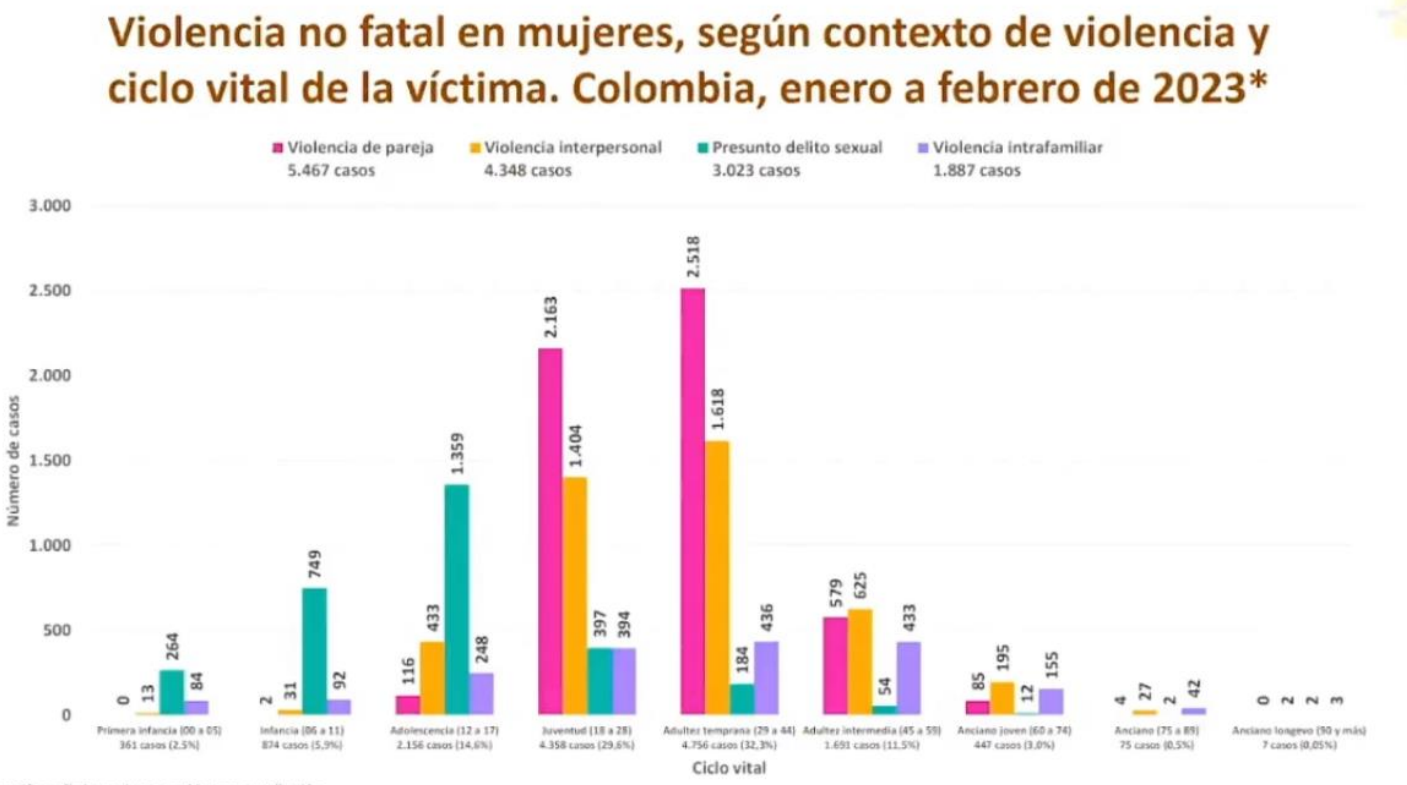 Violencia no fatal en mujeres, según contexto de violencia y
ciclo vital de la víctima. Colombia, enero a febrero de 2023*
Violencia de pareja
5.467 casos
Violencia interpersonal
4.348 casos
Presunto delito sexual
3.023 casos
Violencia intrafamiliar
1.887 casos
Número de casos
3.000
2.500
2.000
1.500
1.000
500
0
0 13 264 84
2 31 749 92
116 433 1.359 248
2.163 1.404 397 394
2.518 1.618 184 436
579 625 54 433
85 195 12 155
4 27 2 42
0 2 2 3
Primera infancia (00 a 05)
361 casos (2,5%)
Infancia (06 a 11)
874 casos (5,9%)
Adolescencia (12 a 17)
2.156 casos (14,6%)
Juventud (18 a 28)
4.358 casos (29,6%)
Adultez temprana (29 a 44)
4.756 casos (32,3%)
Adultez intermedia (45 a 59)
1.691 casos (11,5%)
Anciano joven (60 a 74)
447 casos (3,0%)
Anciano (75 a 89)
75 casos (0,5%)
Anciano longevo (90 y más)
7 casos (0,05%)
Ciclo vital